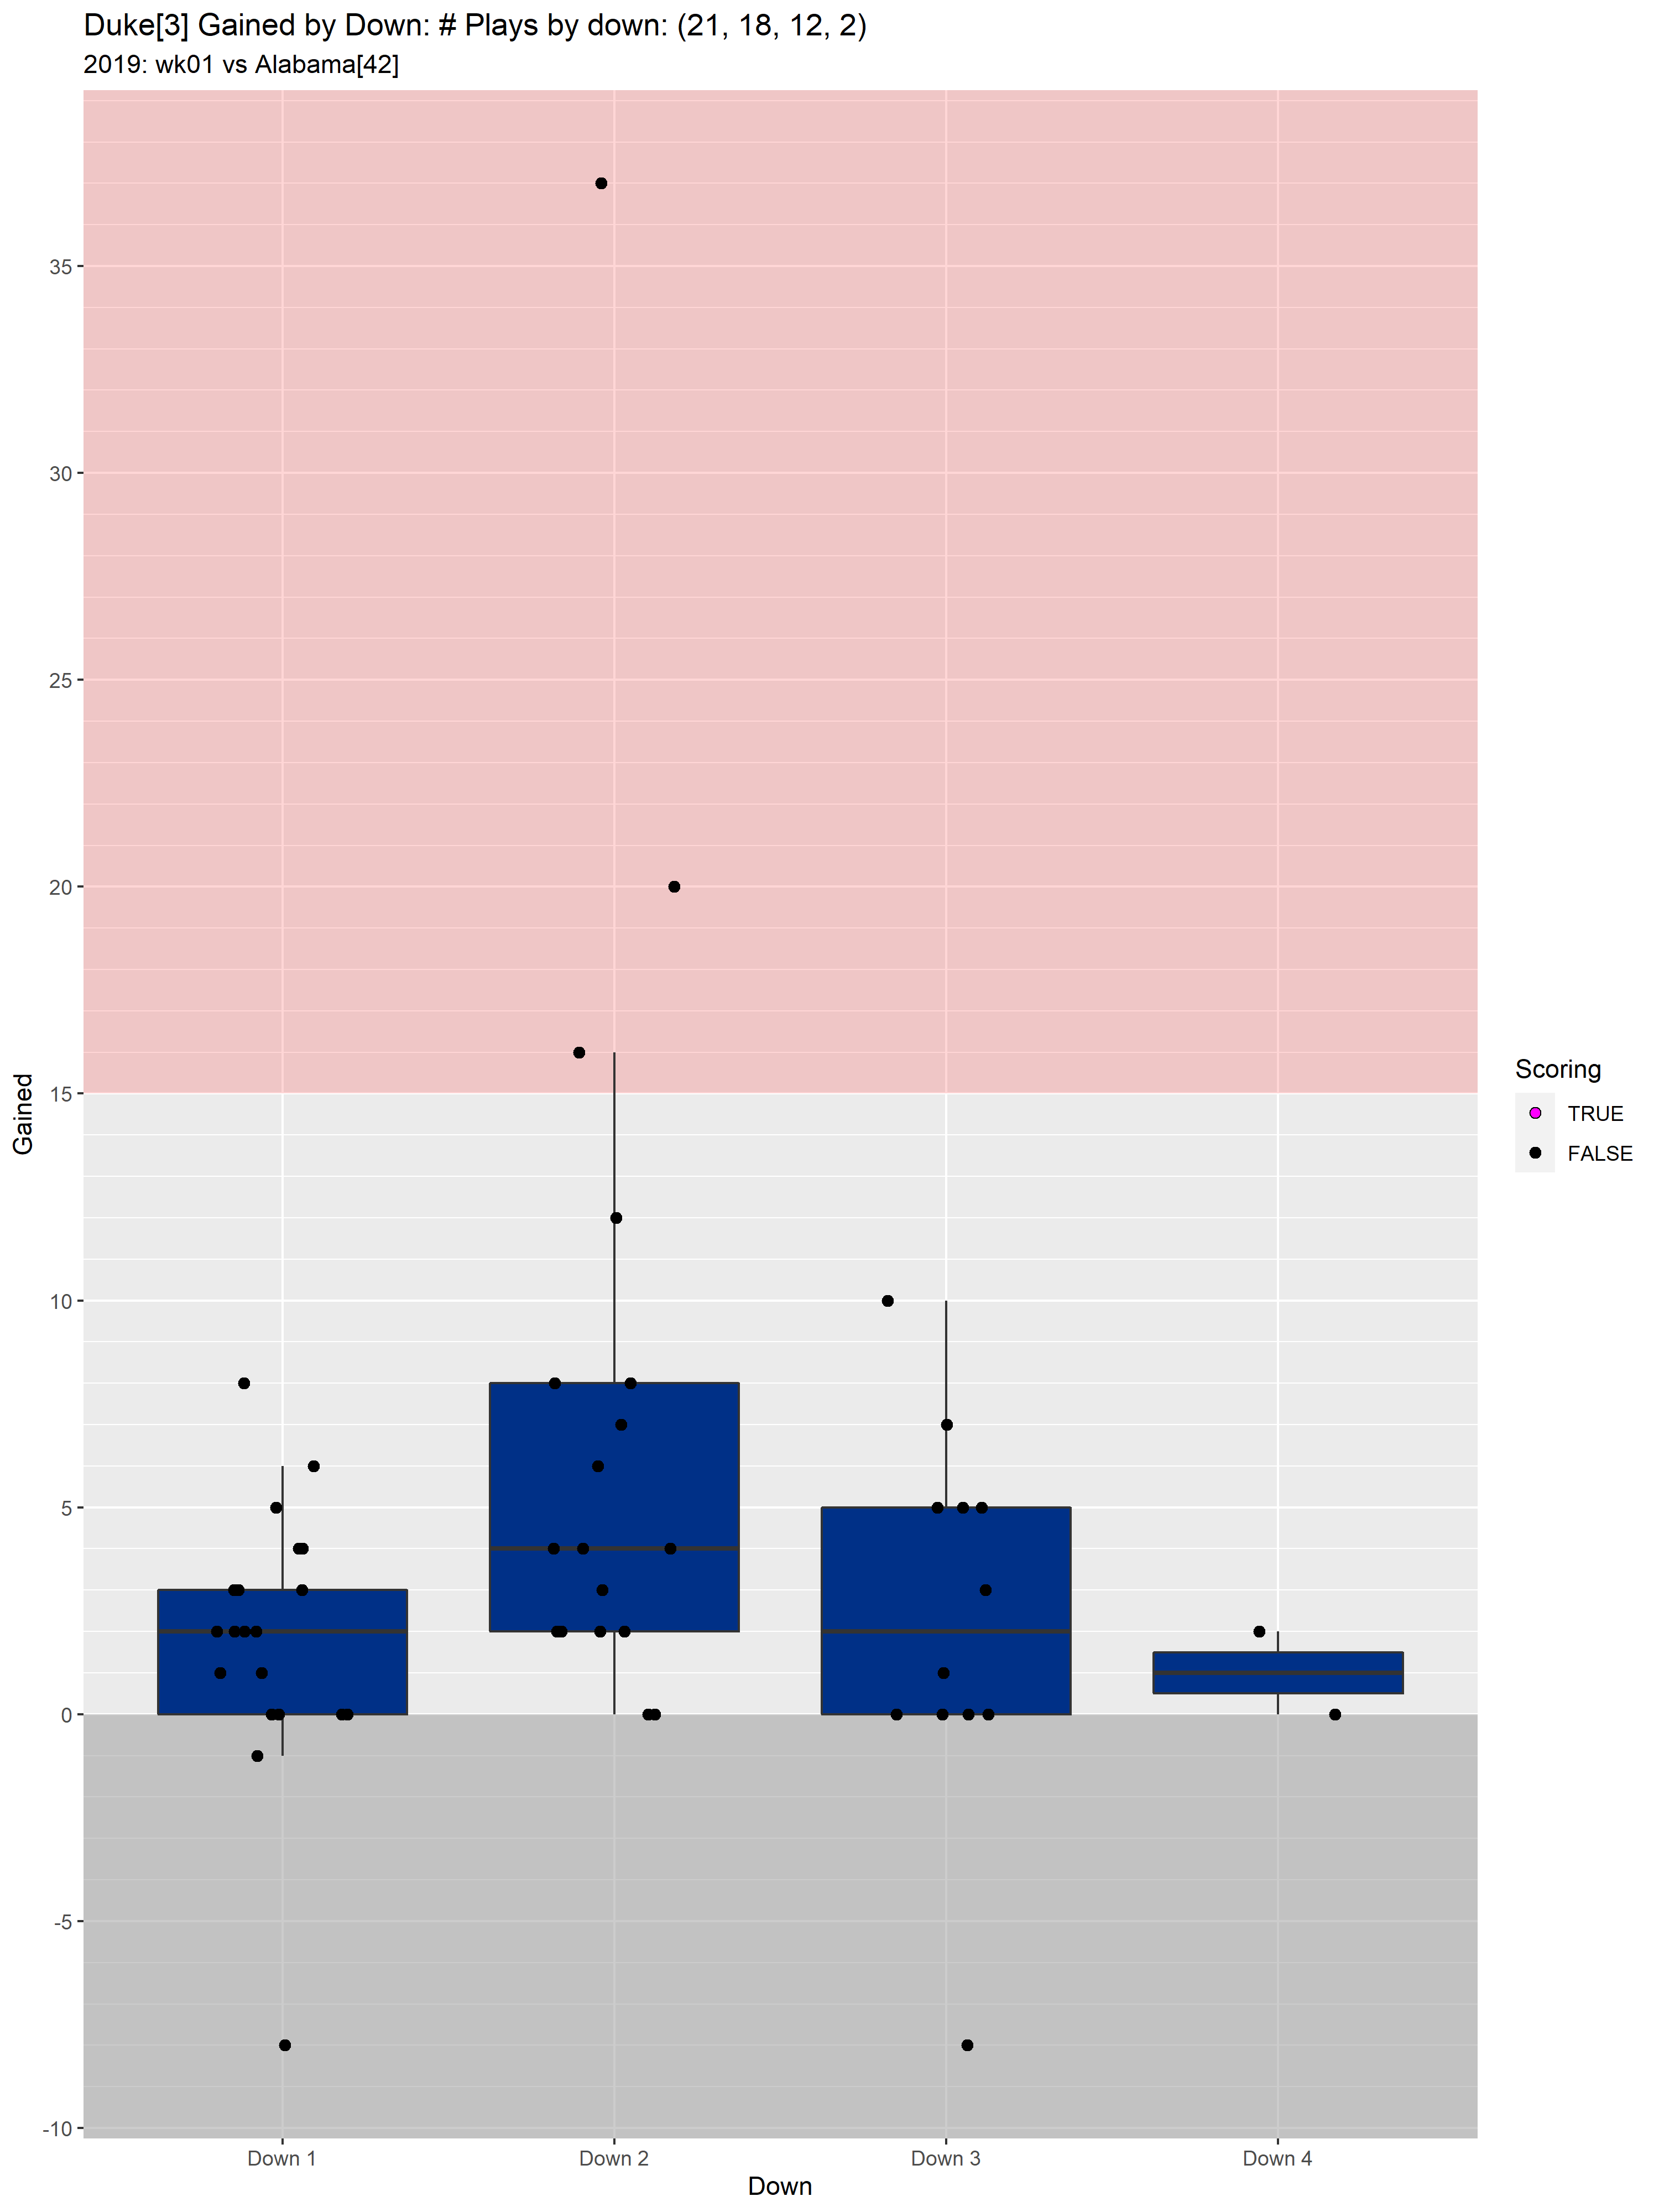 Duke[3] Gained by Down: # Plays by down: (21, 18, 12, 2)
2019: wk01 vs Alabama[42]
35
30
25
20
15
10
5
0
-5
-10
Gained
Down 1
Down 2
Down 3
Down 4
Down
Scoring
TRUE
FALSE